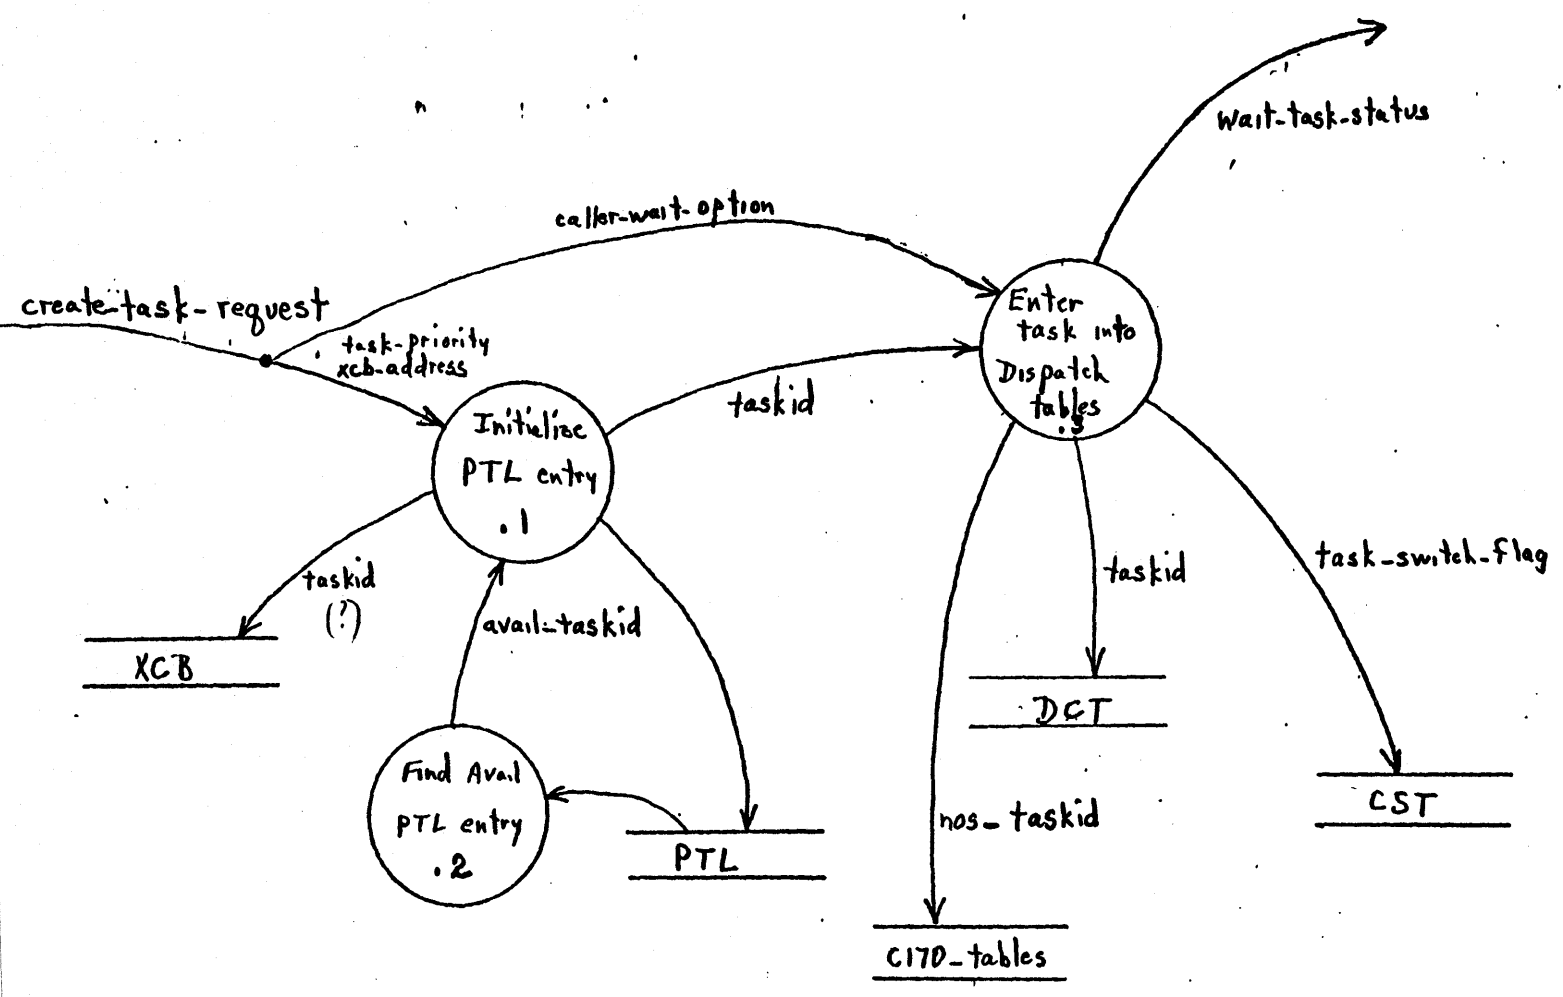 wait-task-status
caller-wait-option
create-task-request
task-priority
xcb-address
Enter
task into
Dispatch
tables
.3
taskid
Initialize
PTL entry
.1
taskid
(?)
avail-taskid
taskid
task-switch-flag
XCB
DCT
Find Avail
PTL entry
.2
PTL
nos-taskid
CST
C170-tables